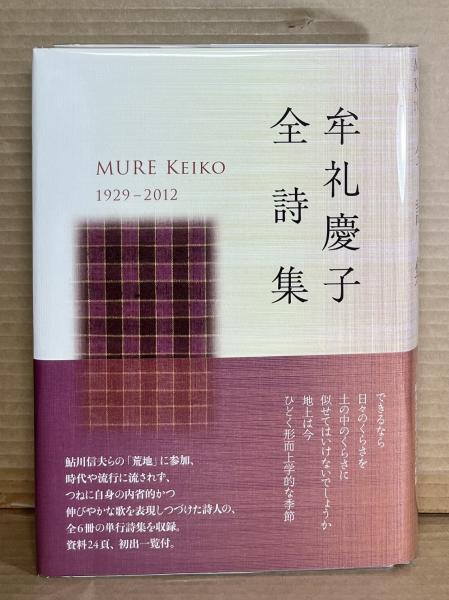 牟礼慶子
全詩集
MURE KEIKO
1929–2012
できるなら
日々のくらさを
土の中のくらさに
似せてはいけないでしょうか
地上は今
ひどく形而上学的な季節
鮎川信夫らの「荒地」に参加、
時代や流行に流されず、
つねに自身の内省的かつ
伸びやかな歌を表現しつづけた詩人の、
全6冊の単行詩集を収録。
資料24頁、初出一覧付。